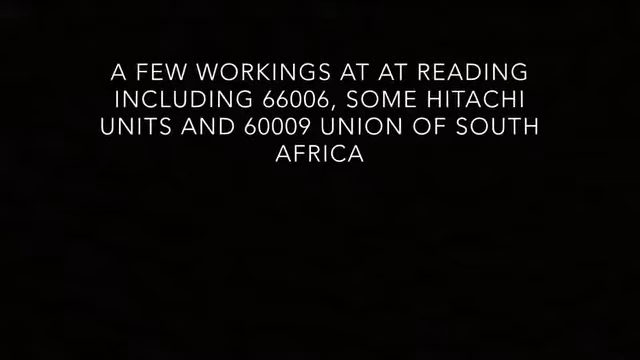 A FEW WORKINGS AT AT READING
INCLUDING 66006, SOME HITACHI
UNITS AND 60009 UNION OF SOUTH
AFRICA